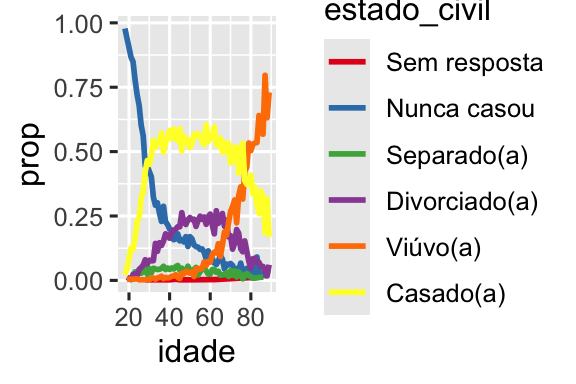 estado_civil
Sem resposta
Nunca casou
Separado(a)
Divorciado(a)
Viúvo(a)
Casado(a)
prop
1.00
0.75
0.50
0.25
0.00
20 40 60 80
idade